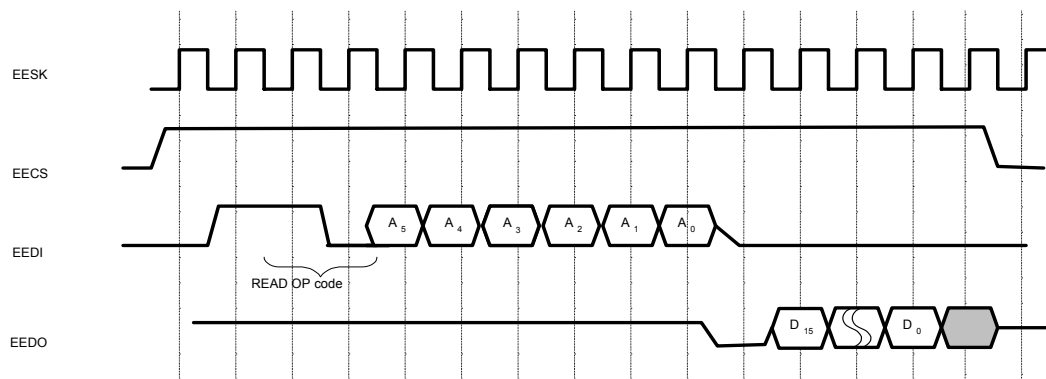 EESK
EECS
EEDI
A5 A4 A3 A2 A1 A0
READ OP code
EEDO
D15 D0